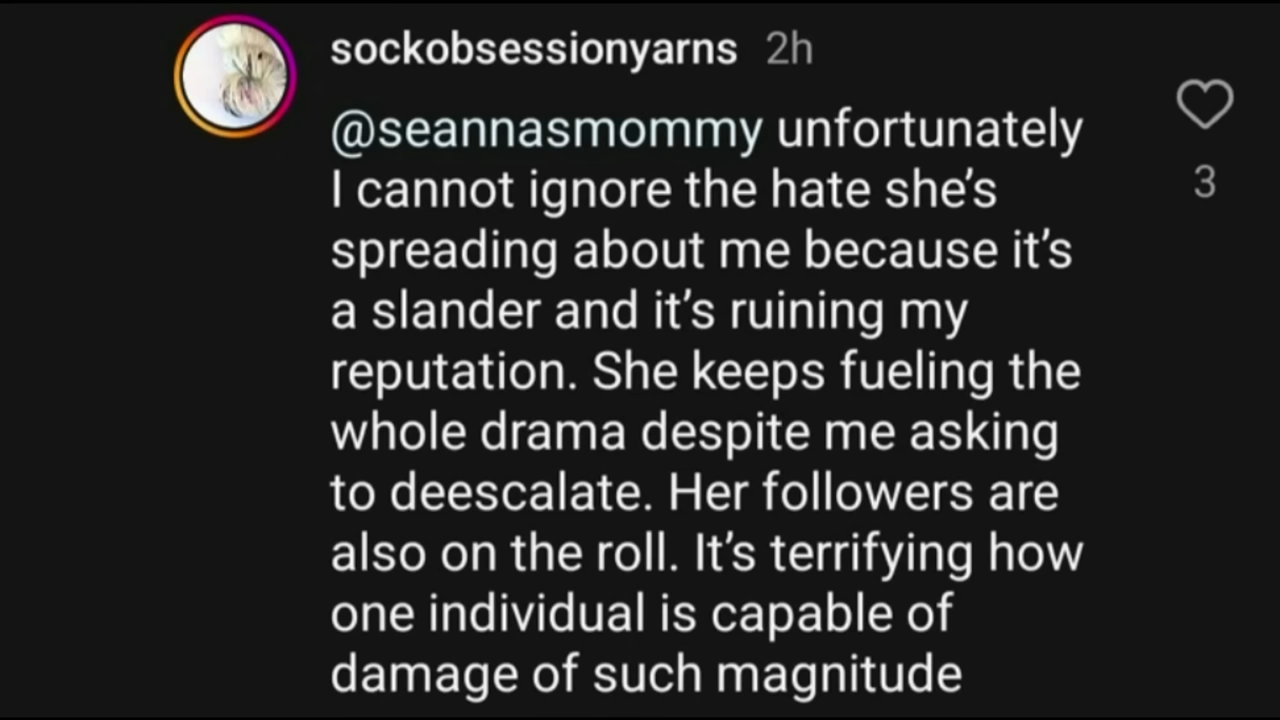 sockobsessionyarns 2h
@seannasmommy unfortunately
I cannot ignore the hate she's
spreading about me because it's
a slander and it's ruining my
reputation. She keeps fueling the
whole drama despite me asking
to deescalate. Her followers are
also on the roll. It's terrifying how
one individual is capable of
damage of such magnitude
3